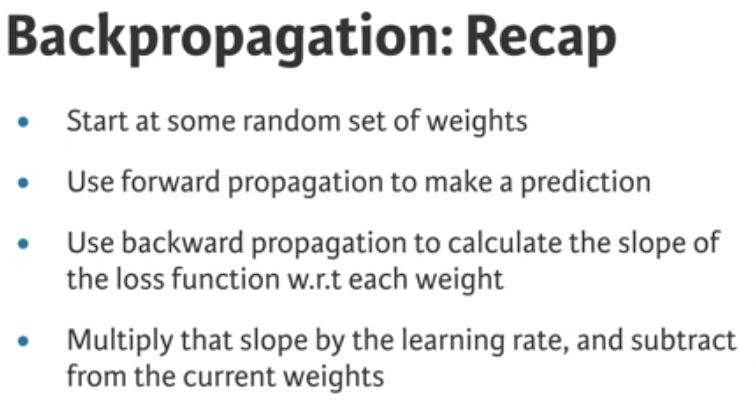 Backpropagation: Recap
• Start at some random set of weights
• Use forward propagation to make a prediction
• Use backward propagation to calculate the slope of
the loss function w.r.t each weight
• Multiply that slope by the learning rate, and subtract
from the current weights